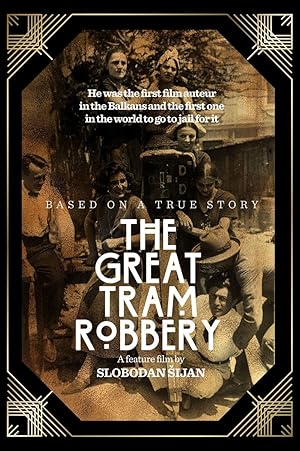 He was the first film auteur
in the Balkans and the first one
in the world to go to jail for it
BASED ON A TRUE STORY
THE
GREAT
TRAM
ROBBERY
A feature film by
SLOBODAN ŠIJAN